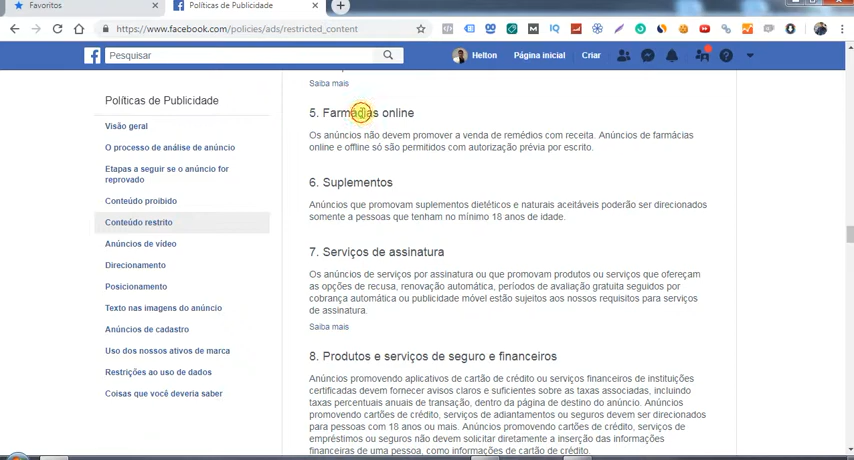 Favoritos
Políticas de Publicidade
https://www.facebook.com/policies/ads/restricted_content
Pesquisar
Helton
Página inicial
Criar
Políticas de Publicidade
Visão geral
O processo de análise de anúncio
Etapas a seguir se o anúncio for
reprovado
Conteúdo proibido
Conteúdo restrito
Anúncios de vídeo
Direcionamento
Posicionamento
Texto nas imagens do anúncio
Anúncios de cadastro
Uso dos nossos ativos de marca
Restrições ao uso de dados
Coisas que você deveria saber
Saiba mais
5. Farmácias online
Os anúncios não devem promover a venda de remédios com receita. Anúncios de farmácias
online e offline só são permitidos com autorização prévia por escrito.
6. Suplementos
Anúncios que promovam suplementos dietéticos e naturais aceitáveis poderão ser direcionados
somente a pessoas que tenham no mínimo 18 anos de idade.
7. Serviços de assinatura
Os anúncios de serviços por assinatura ou que promovam produtos ou serviços que ofereçam
as opções de recusa, renovação automática, períodos de avaliação gratuita seguidos por
cobrança automática ou publicidade móvel estão sujeitos aos nossos requisitos para serviços
de assinatura.
Saiba mais
8. Produtos e serviços de seguro e financeiros
Anúncios promovendo aplicativos de cartão de crédito ou serviços financeiros de instituições
certificadas devem fornecer avisos claros e suficientes sobre as taxas associadas, incluindo
taxas percentuais anuais de transação, dentro da página de destino do anúncio. Anúncios
promovendo cartões de crédito, serviços de adiantamentos ou seguros devem ser direcionados
para pessoas com 18 anos ou mais. Anúncios promovendo cartões de crédito, serviços de
empréstimos ou seguros não devem solicitar diretamente a inserção das informações
financeiras de uma pessoa, como informações de cartão de crédito.